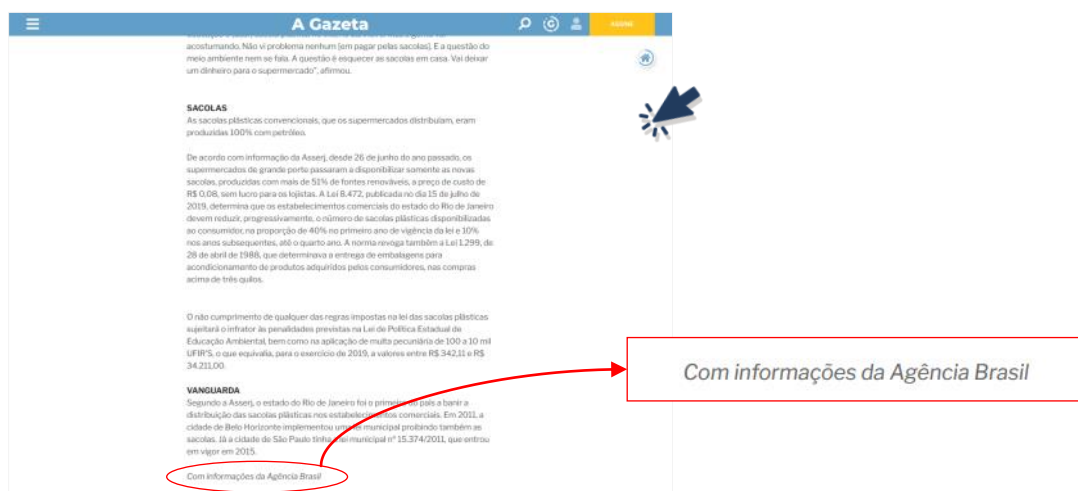 A Gazeta
acostumando. Não vi problema nenhum [em pagar pelas sacolas]. E a questão do
meio ambiente nem se fala. A questão é esquecer as sacolas em casa. Vai deixar
um dinheiro para o supermercado”, afirmou.
SACOLAS
As sacolas plásticas convencionais, que os supermercados distribuíam, eram
produzidas 100% com petróleo.
De acordo com informação da Asserj, desde 26 de junho do ano passado, os
supermercados de grande porte passaram a disponibilizar somente as novas
sacolas, produzidas com mais de 51% de fontes renováveis, a preço de custo de
R$ 0,08, sem lucro para os lojistas. A Lei 8.472, publicada no dia 15 de julho de
2019, determina que os estabelecimentos comerciais do estado do Rio de Janeiro
devem reduzir, progressivamente, o número de sacolas plásticas disponibilizadas
ao consumidor, na proporção de 40% no primeiro ano de vigência da lei e 10%
nos anos subsequentes, até o quarto ano. A norma revoga também a Lei 1.299, de
28 de abril de 1988, que determinava a entrega de embalagens para
acondicionamento de produtos adquiridos pelos consumidores, nas compras
acima de três quilos.
O não cumprimento de qualquer das regras impostas na lei das sacolas plásticas
sujeitará o infrator às penalidades previstas na Lei de Política Estadual de
Educação Ambiental, bem como na aplicação de multa pecuniária de 100 a 10 mil
UFIR'S, o que equivalia, para o exercício de 2019, a valores entre R$ 342,11 e R$
34.211,00.
VANGUARDA
Segundo a Asserj, o estado do Rio de Janeiro foi o primeiro do país a banir a
distribuição das sacolas plásticas nos estabelecimentos comerciais. Em 2011, a
cidade de Belo Horizonte implementou uma lei municipal proibindo também as
sacolas. Já a cidade de São Paulo tinha lei municipal nº 15.374/2011, que entrou
em vigor em 2015.
Com informações da Agência Brasil
Com informações da Agência Brasil